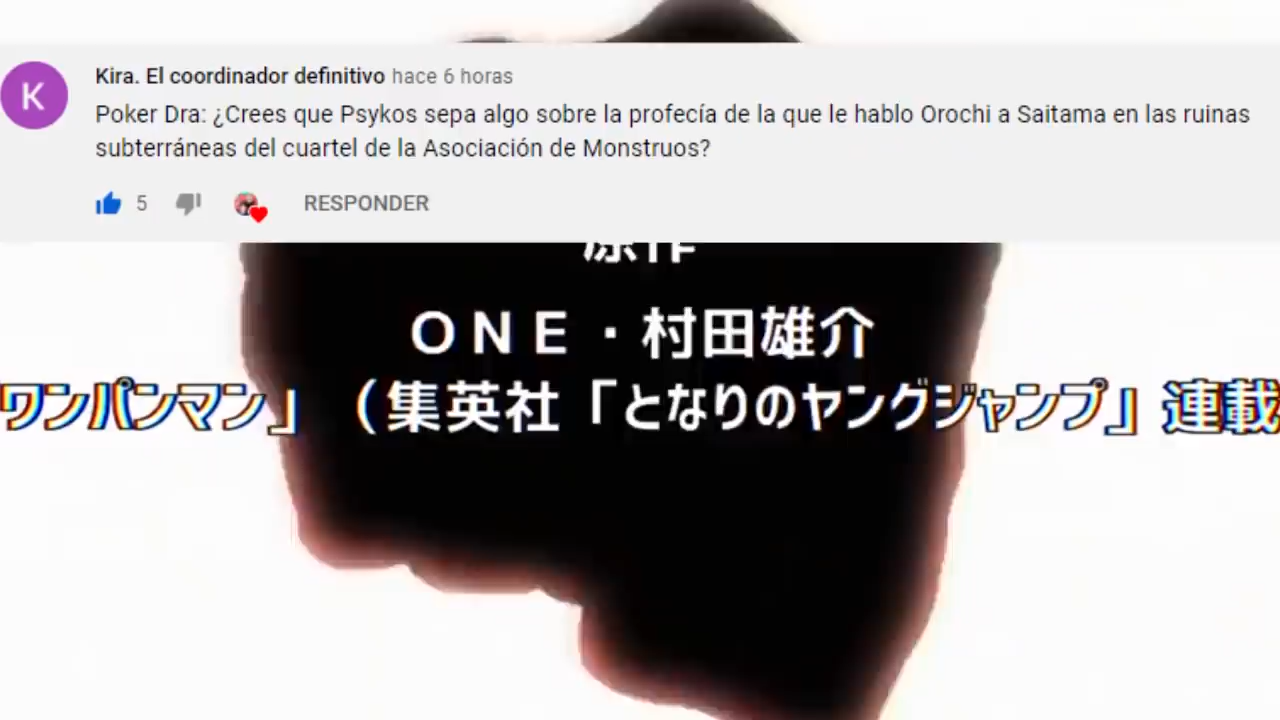 K
Kira. El coordinador definitivo hace 6 horas
Poker Dra: ¿Crees que Psykos sepa algo sobre la profecía de la que le hablo Orochi a Saitama en las ruinas
subterráneas del cuartel de la Asociación de Monstruos?
5 RESPONDER
原作
ONE・村田雄介
ワンパンマン」（集英社「となりのヤングジャンプ」連載